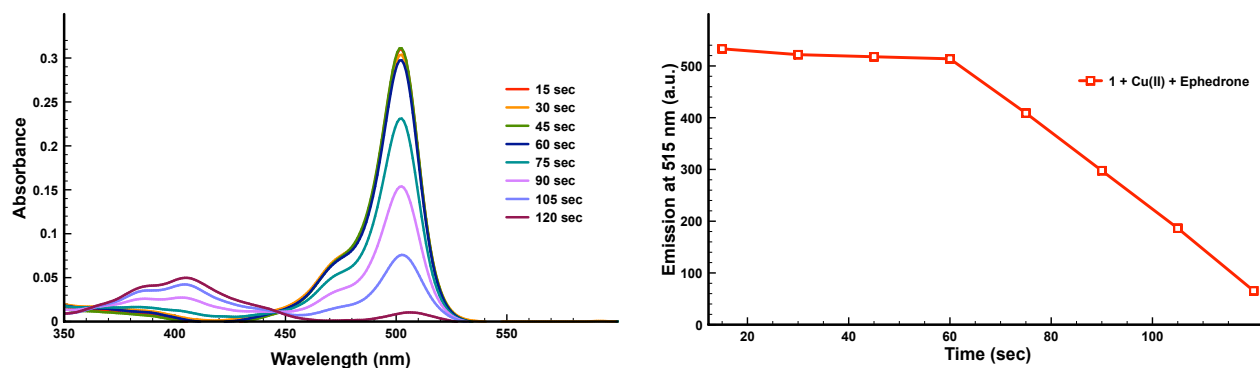 Absorbance
0.3
0.25
0.2
0.15
0.1
0.05
0
350
400
450
500
550
Wavelength (nm)
15 sec
30 sec
45 sec
60 sec
75 sec
90 sec
105 sec
120 sec
Emission at 515 nm (a.u.)
500
400
300
200
100
0
20
40
60
80
100
Time (sec)
1 + Cu(II) + Ephedrone